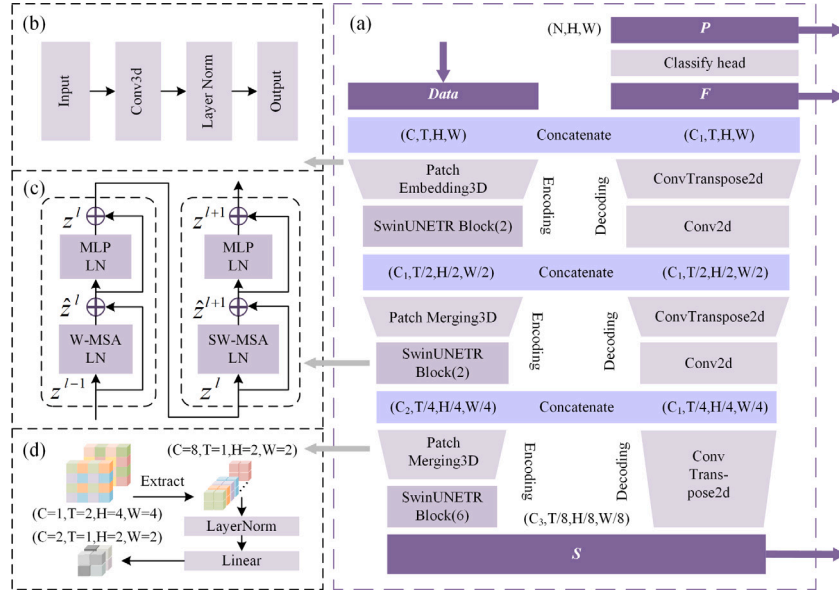 (b)
Input
Conv3d
Layer Norm
Output
(c)
z^l
MLP
LN
ẑ^l
W-MSA
LN
z^{l-1}
z^{l+1}
MLP
LN
ẑ^{l+1}
SW-MSA
LN
z^l
(d)
(C=8,T=1,H=2,W=2)
Extract
(C=1,T=2,H=4,W=4)
(C=2,T=1,H=2,W=2)
LayerNorm
Linear
(a)
(N,H,W)
P
Classify head
Data
F
(C,T,H,W)
Concatenate
(C₁,T,H,W)
Patch
Embedding3D
Encoding
Decoding
ConvTranspose2d
SwinUNETR Block(2)
Conv2d
(C₁,T/2,H/2,W/2)
Concatenate
(C₁,T/2,H/2,W/2)
Patch Merging3D
Encoding
Decoding
ConvTranspose2d
SwinUNETR
Block(2)
Conv2d
(C₂,T/4,H/4,W/4)
Concatenate
(C₁,T/4,H/4,W/4)
Patch
Merging3D
Encoding
Decoding
Conv
Trans-
pose2d
SwinUNETR
Block(6)
(C₃,T/8,H/8,W/8)
S